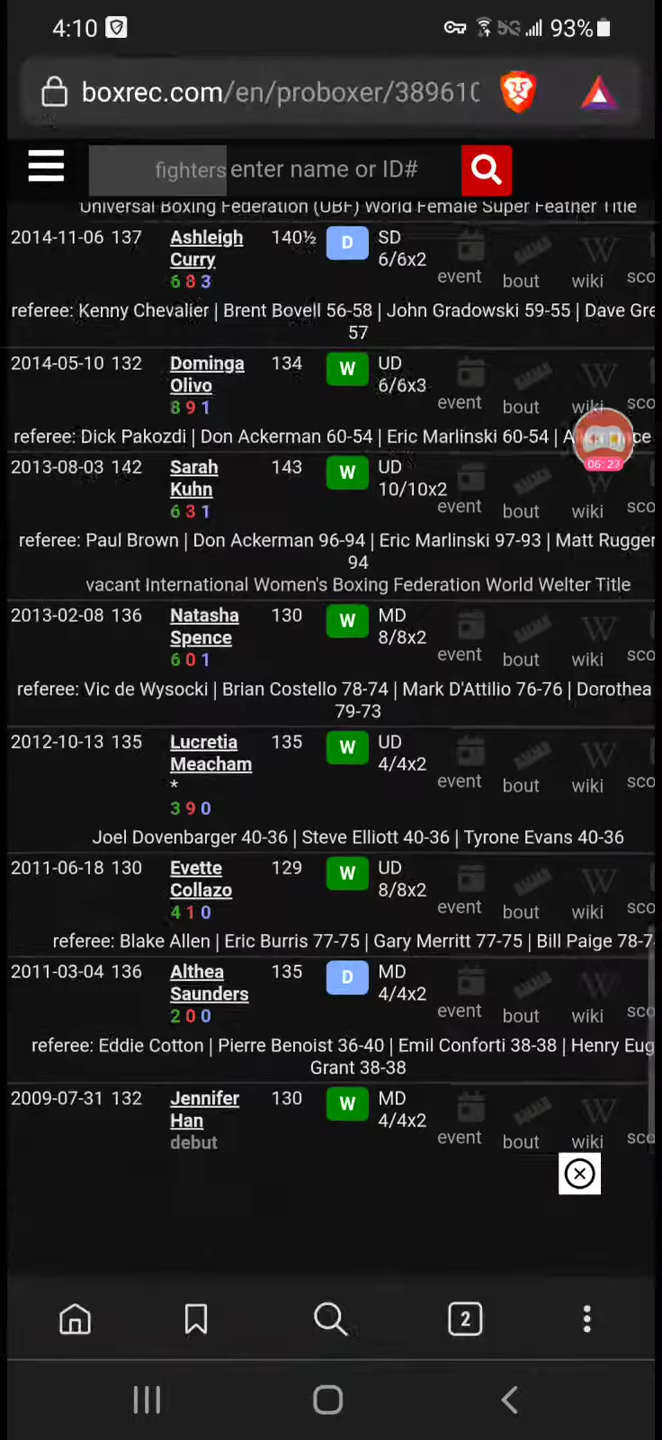 4:10 5G 93%
boxrec.com/en/proboxer/38961
fighters enter name or ID#
Universal Boxing Federation (UBF) World Female Super Feather Title
2014-11-06 137 Ashleigh 140½ D SD
Curry 6/6x2
6 8 3 event bout wiki sco
referee: Kenny Chevalier | Brent Bovell 56-58 | John Gradowski 59-55 | Dave Gre
57
2014-05-10 132 Dominga 134 W UD
Olivo 6/6x3
8 9 1 event bout wiki sco
referee: Dick Pakozdi | Don Ackerman 60-54 | Eric Marlinski 60-54 |
2013-08-03 142 Sarah 143 W UD
Kuhn 10/10x2
6 3 1 event bout wiki sco
referee: Paul Brown | Don Ackerman 96-94 | Eric Marlinski 97-93 | Matt Rugger
94
vacant International Women's Boxing Federation World Welter Title
2013-02-08 136 Natasha 130 W MD
Spence 8/8x2
6 0 1 event bout wiki sco
referee: Vic de Wysocki | Brian Costello 78-74 | Mark D'Attilio 76-76 | Dorothea
79-73
2012-10-13 135 Lucretia 135 W UD
Meacham 4/4x2
* event bout wiki sco
3 9 0
Joel Dovenbarger 40-36 | Steve Elliott 40-36 | Tyrone Evans 40-36
2011-06-18 130 Evette 129 W UD
Collazo 8/8x2
4 1 0 event bout wiki sco
referee: Blake Allen | Eric Burris 77-75 | Gary Merritt 77-75 | Bill Paige 78-7
2011-03-04 136 Althea 135 D MD
Saunders 4/4x2
2 0 0 event bout wiki sco
referee: Eddie Cotton | Pierre Benoist 36-40 | Emil Conforti 38-38 | Henry Eug
Grant 38-38
2009-07-31 132 Jennifer 130 W MD
Han 4/4x2
debut event bout wiki sco
06:27
2